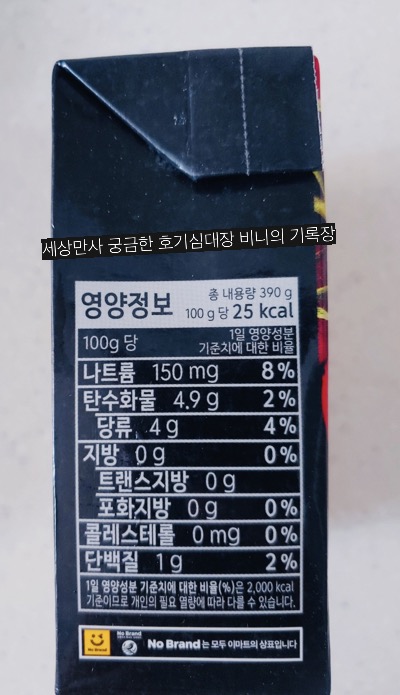 세상만사 궁금한 호기심대장 비니의 기록장
영양정보 총 내용량 390 g
100 g 당 25 kcal
100g 당 1일 영양성분
기준치에 대한 비율
나트륨 150 mg 8%
탄수화물 4.9 g 2%
당류 4 g 4%
지방 0 g 0%
트랜스지방 0 g
포화지방 0 g 0%
콜레스테롤 0 mg 0%
단백질 1 g 2%
1일 영양성분 기준치에 대한 비율(%)은 2,000 kcal
기준이므로 개인의 필요 열량에 따라 다를 수 있습니다.
No Brand
No Brand
No Brand는 모두 이마트의 상표입니다